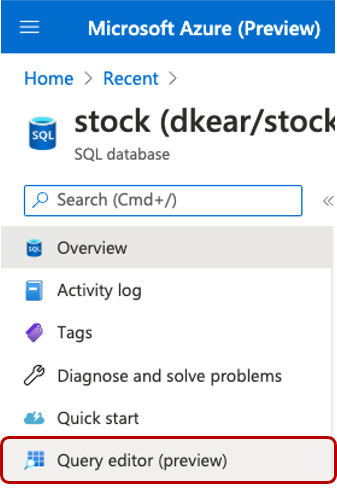 Microsoft Azure (Preview)
Home > Recent >
stock (dkear/stock
SQL
SQL database
Search (Cmd+/)
«
Overview
Activity log
Tags
Diagnose and solve problems
Quick start
Query editor (preview)